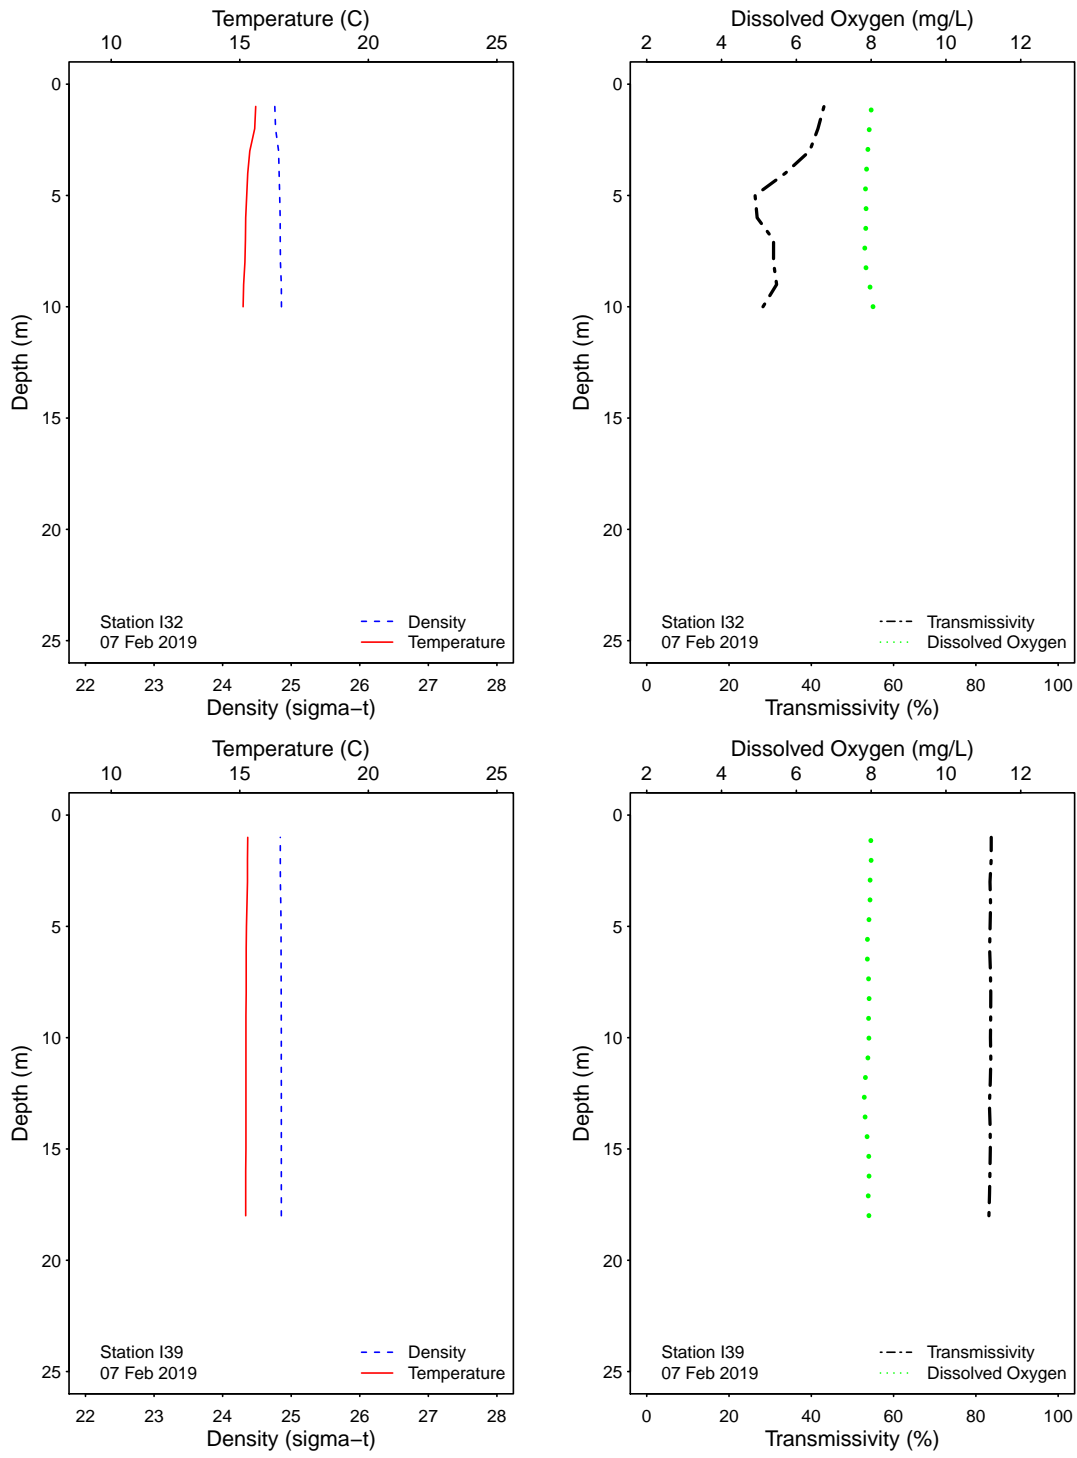 Temperature (C)
10 15 20 25
0
5
10
15
20
25
Depth (m)
Station I32
07 Feb 2019
Density
Temperature
22 23 24 25 26 27 28
Density (sigma−t)
Dissolved Oxygen (mg/L)
2 4 6 8 10 12
0
5
10
15
20
25
Depth (m)
Station I32
07 Feb 2019
Transmissivity
Dissolved Oxygen
0 20 40 60 80 100
Transmissivity (%)
Temperature (C)
10 15 20 25
0
5
10
15
20
25
Depth (m)
Station I39
07 Feb 2019
Density
Temperature
22 23 24 25 26 27 28
Density (sigma−t)
Dissolved Oxygen (mg/L)
2 4 6 8 10 12
0
5
10
15
20
25
Depth (m)
Station I39
07 Feb 2019
Transmissivity
Dissolved Oxygen
0 20 40 60 80 100
Transmissivity (%)